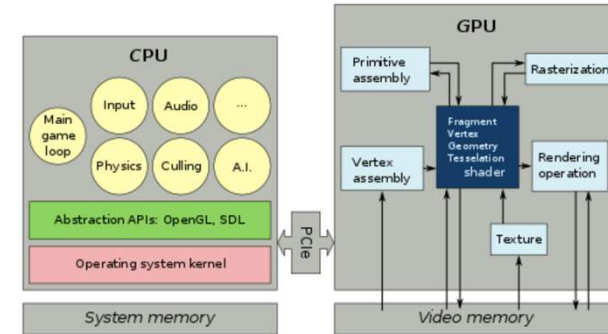 CPU
Main
game
loop
Input
Audio
...
Physics
Culling
A.I.
Abstraction APIs: OpenGL, SDL
Operating system kernel
System memory
PCIe
GPU
Primitive
assembly
Rasterization
Fragment
Vertex
Geometry
Tesselation
shader
Vertex
assembly
Rendering
operation
Texture
Video memory